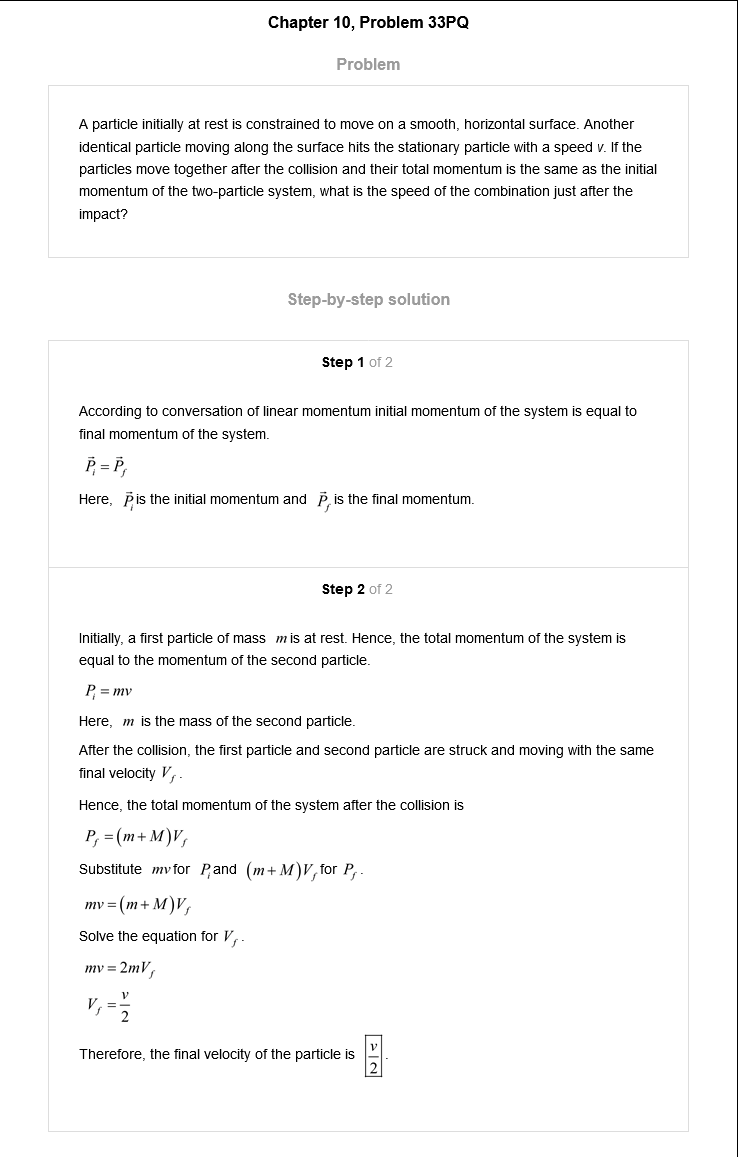 Chapter 10, Problem 33PQ
Problem
A particle initially at rest is constrained to move on a smooth, horizontal surface. Another
identical particle moving along the surface hits the stationary particle with a speed v. If the
particles move together after the collision and their total momentum is the same as the initial
momentum of the two-particle system, what is the speed of the combination just after the
impact?
Step-by-step solution
Step 1 of 2
According to conversation of linear momentum initial momentum of the system is equal to
final momentum of the system.
P⃗_i = P⃗_f
Here, P⃗_i is the initial momentum and P⃗_f is the final momentum.
Step 2 of 2
Initially, a first particle of mass m is at rest. Hence, the total momentum of the system is
equal to the momentum of the second particle.
P_i = mv
Here, m is the mass of the second particle.
After the collision, the first particle and second particle are struck and moving with the same
final velocity V_f.
Hence, the total momentum of the system after the collision is
P_f = (m + M)V_f
Substitute mv for P_i and (m + M)V_f for P_f.
mv = (m + M)V_f
Solve the equation for V_f.
mv = 2mV_f
V_f = v/2
Therefore, the final velocity of the particle is v/2.